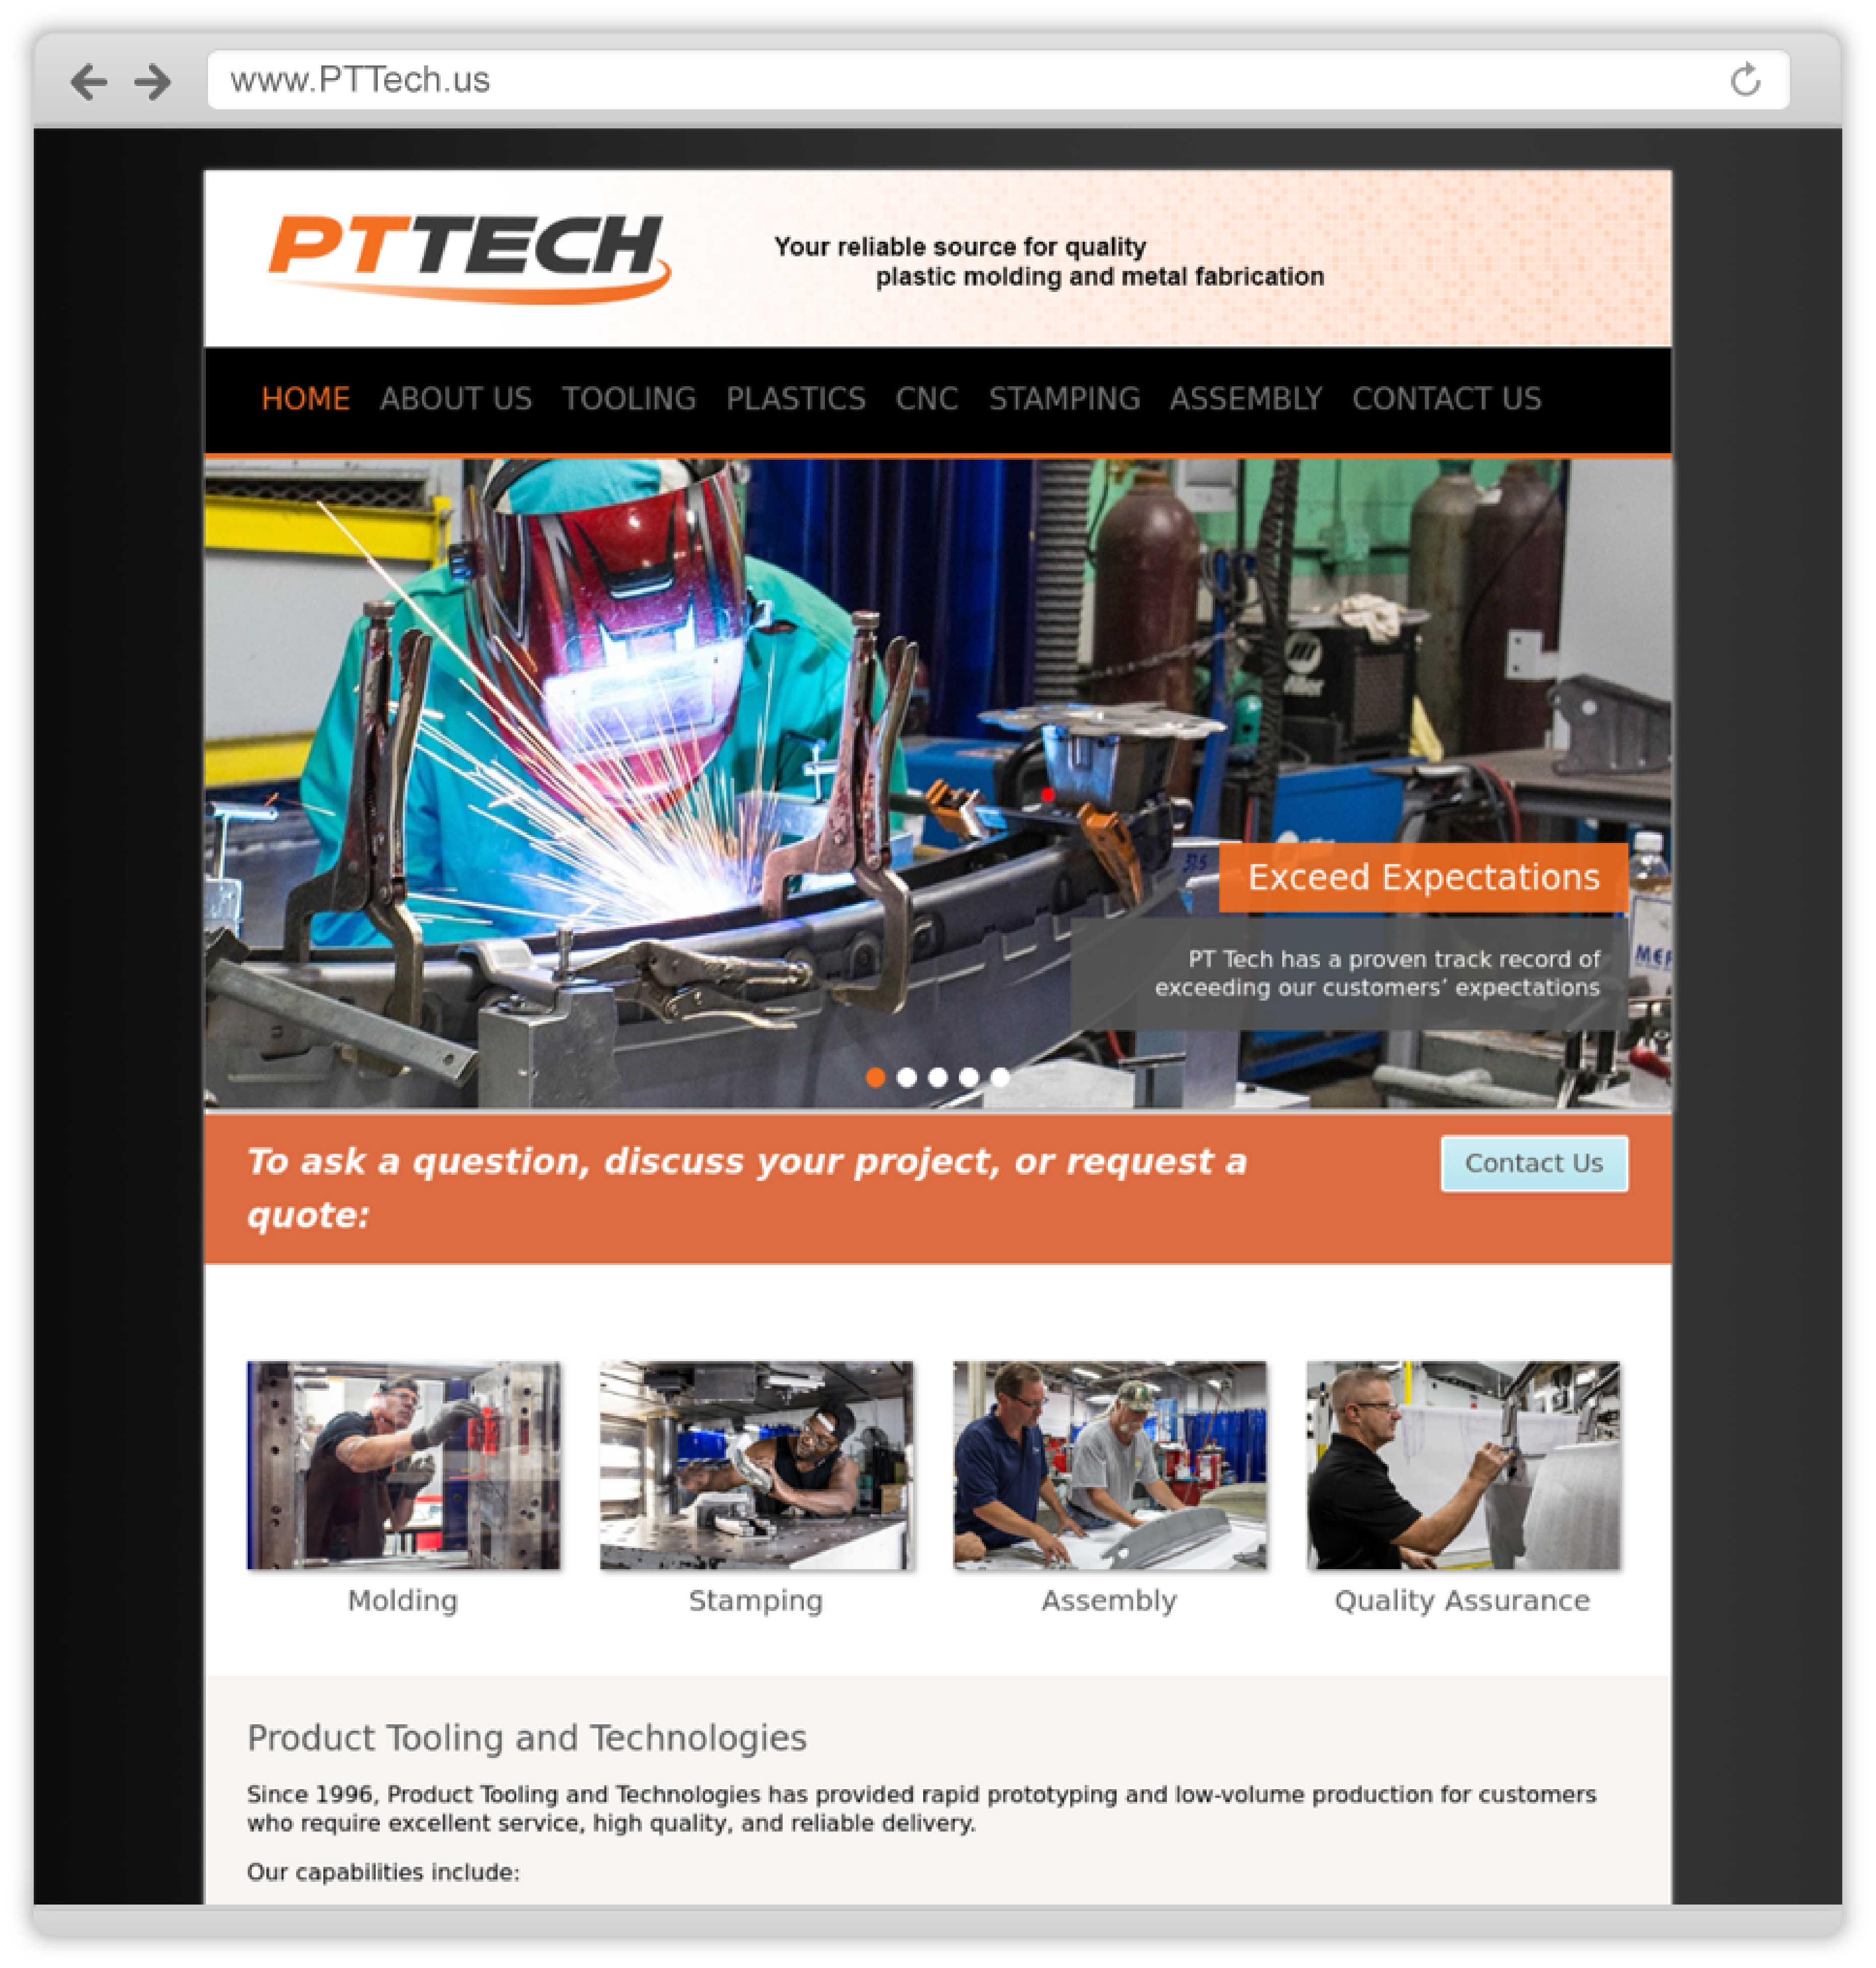 www.PTTech.us
PTTECH
Your reliable source for quality
plastic molding and metal fabrication
HOME ABOUT US TOOLING PLASTICS CNC STAMPING ASSEMBLY CONTACT US
Miller
375
Exceed Expectations
PT Tech has a proven track record of
exceeding our customers’ expectations
To ask a question, discuss your project, or request a
quote:
Contact Us
Molding Stamping Assembly Quality Assurance
Product Tooling and Technologies
Since 1996, Product Tooling and Technologies has provided rapid prototyping and low-volume production for customers
who require excellent service, high quality, and reliable delivery.
Our capabilities include: